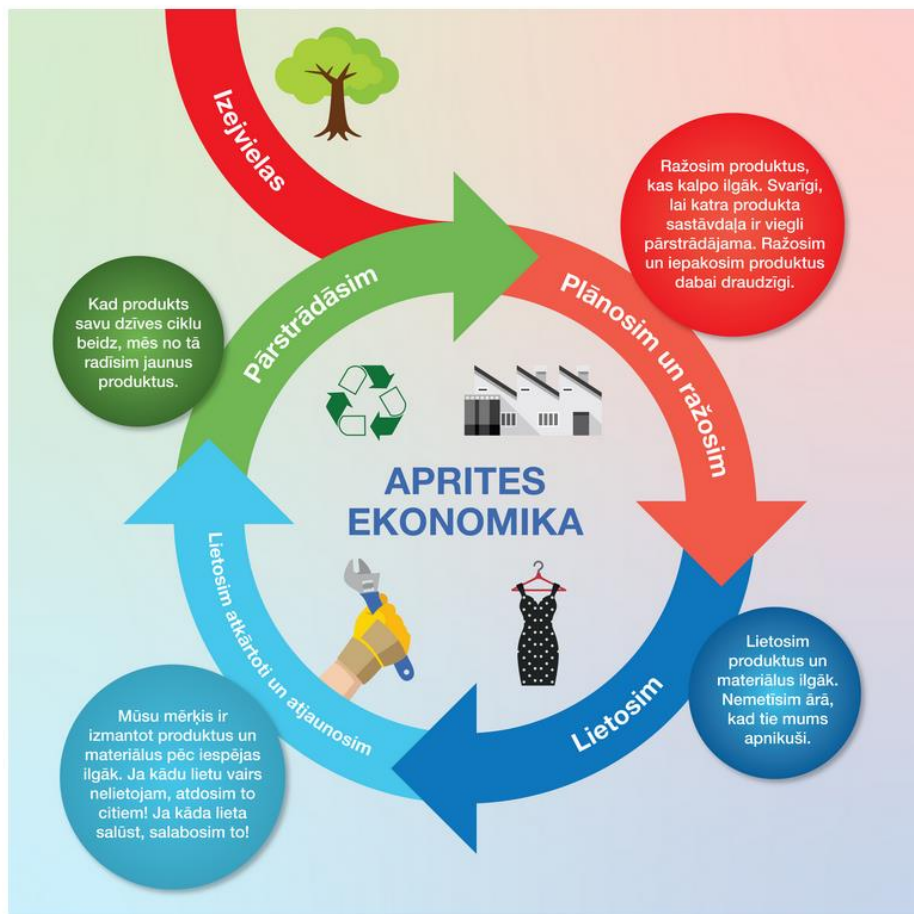 Izejvielas
Ražosim produktus,
kas kalpo ilgāk. Svarīgi,
lai katra produkta
sastāvdaļa ir viegli
pārstrādājama. Ražosim
un iepakosim produktus
dabai draudzīgi.
Plānosim un ražosim
Pārstrādāsim
Kad produkts
savu dzīves ciklu
beidz, mēs no tā
radīsim jaunus
produktus.
APRITES
EKONOMIKA
Lietosim
Lietosim
produktus un
materiālus ilgāk.
Nemetīsim ārā,
kad tie mums
apnikuši.
Lietosim atkārtoti un atjaunosim
Mūsu mērķis ir
izmantot produktus un
materiālus pēc iespējas
ilgāk. Ja kādu lietu vairs
nelietojam, atdosim to
citiem! Ja kāda lieta
salūst, salabosim to!